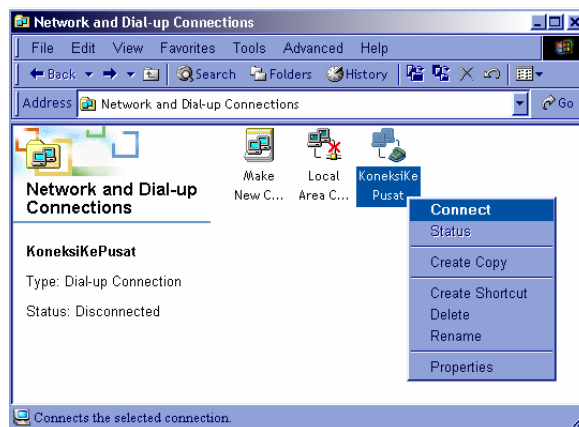 Network and Dial-up Connections
File Edit View Favorites Tools Advanced Help
Back Search Folders History
Address Network and Dial-up Connections Go
Make New C...
Local Area C...
KoneksiKe Pusat
Network and Dial-up
Connections
KoneksiKePusat
Type: Dial-up Connection
Status: Disconnected
Connect
Status
Create Copy
Create Shortcut
Delete
Rename
Properties
Connects the selected connection.